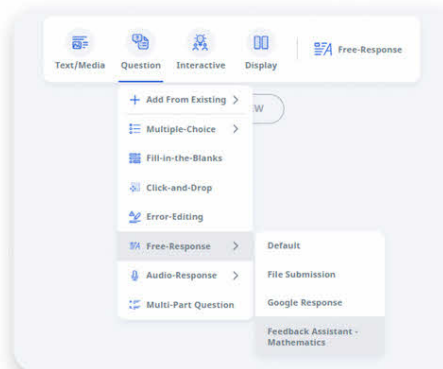 Text/Media
Question
Interactive
Display
Free-Response
Add From Existing
W
Multiple-Choice
Fill-in-the-Blanks
Click-and-Drop
Error-Editing
Free-Response
Default
Audio-Response
File Submission
Multi-Part Question
Google Response
Feedback Assistant -
Mathematics